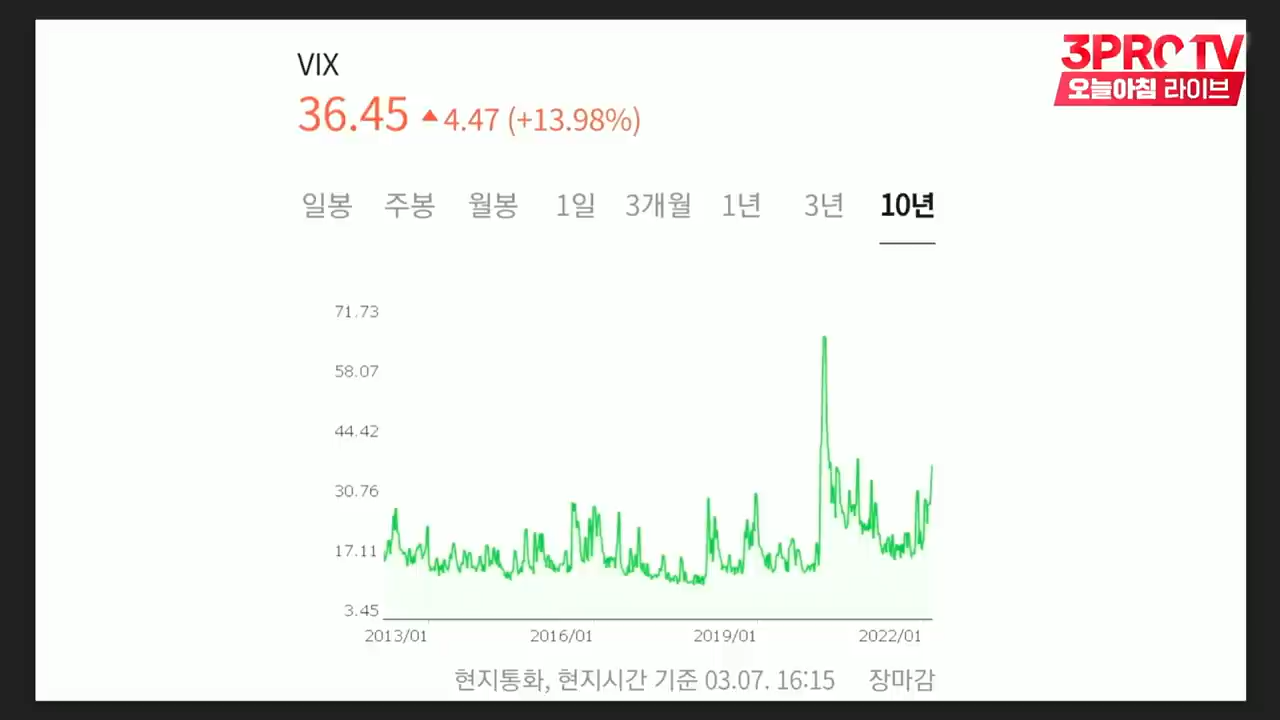 3PRO TV
오늘아침 라이브
VIX
36.45 ▲4.47 (+13.98%)
일봉 주봉 월봉 1일 3개월 1년 3년 10년
71.73
58.07
44.42
30.76
17.11
3.45
2013/01 2016/01 2019/01 2022/01
현지통화, 현지시간 기준 03.07. 16:15 장마감